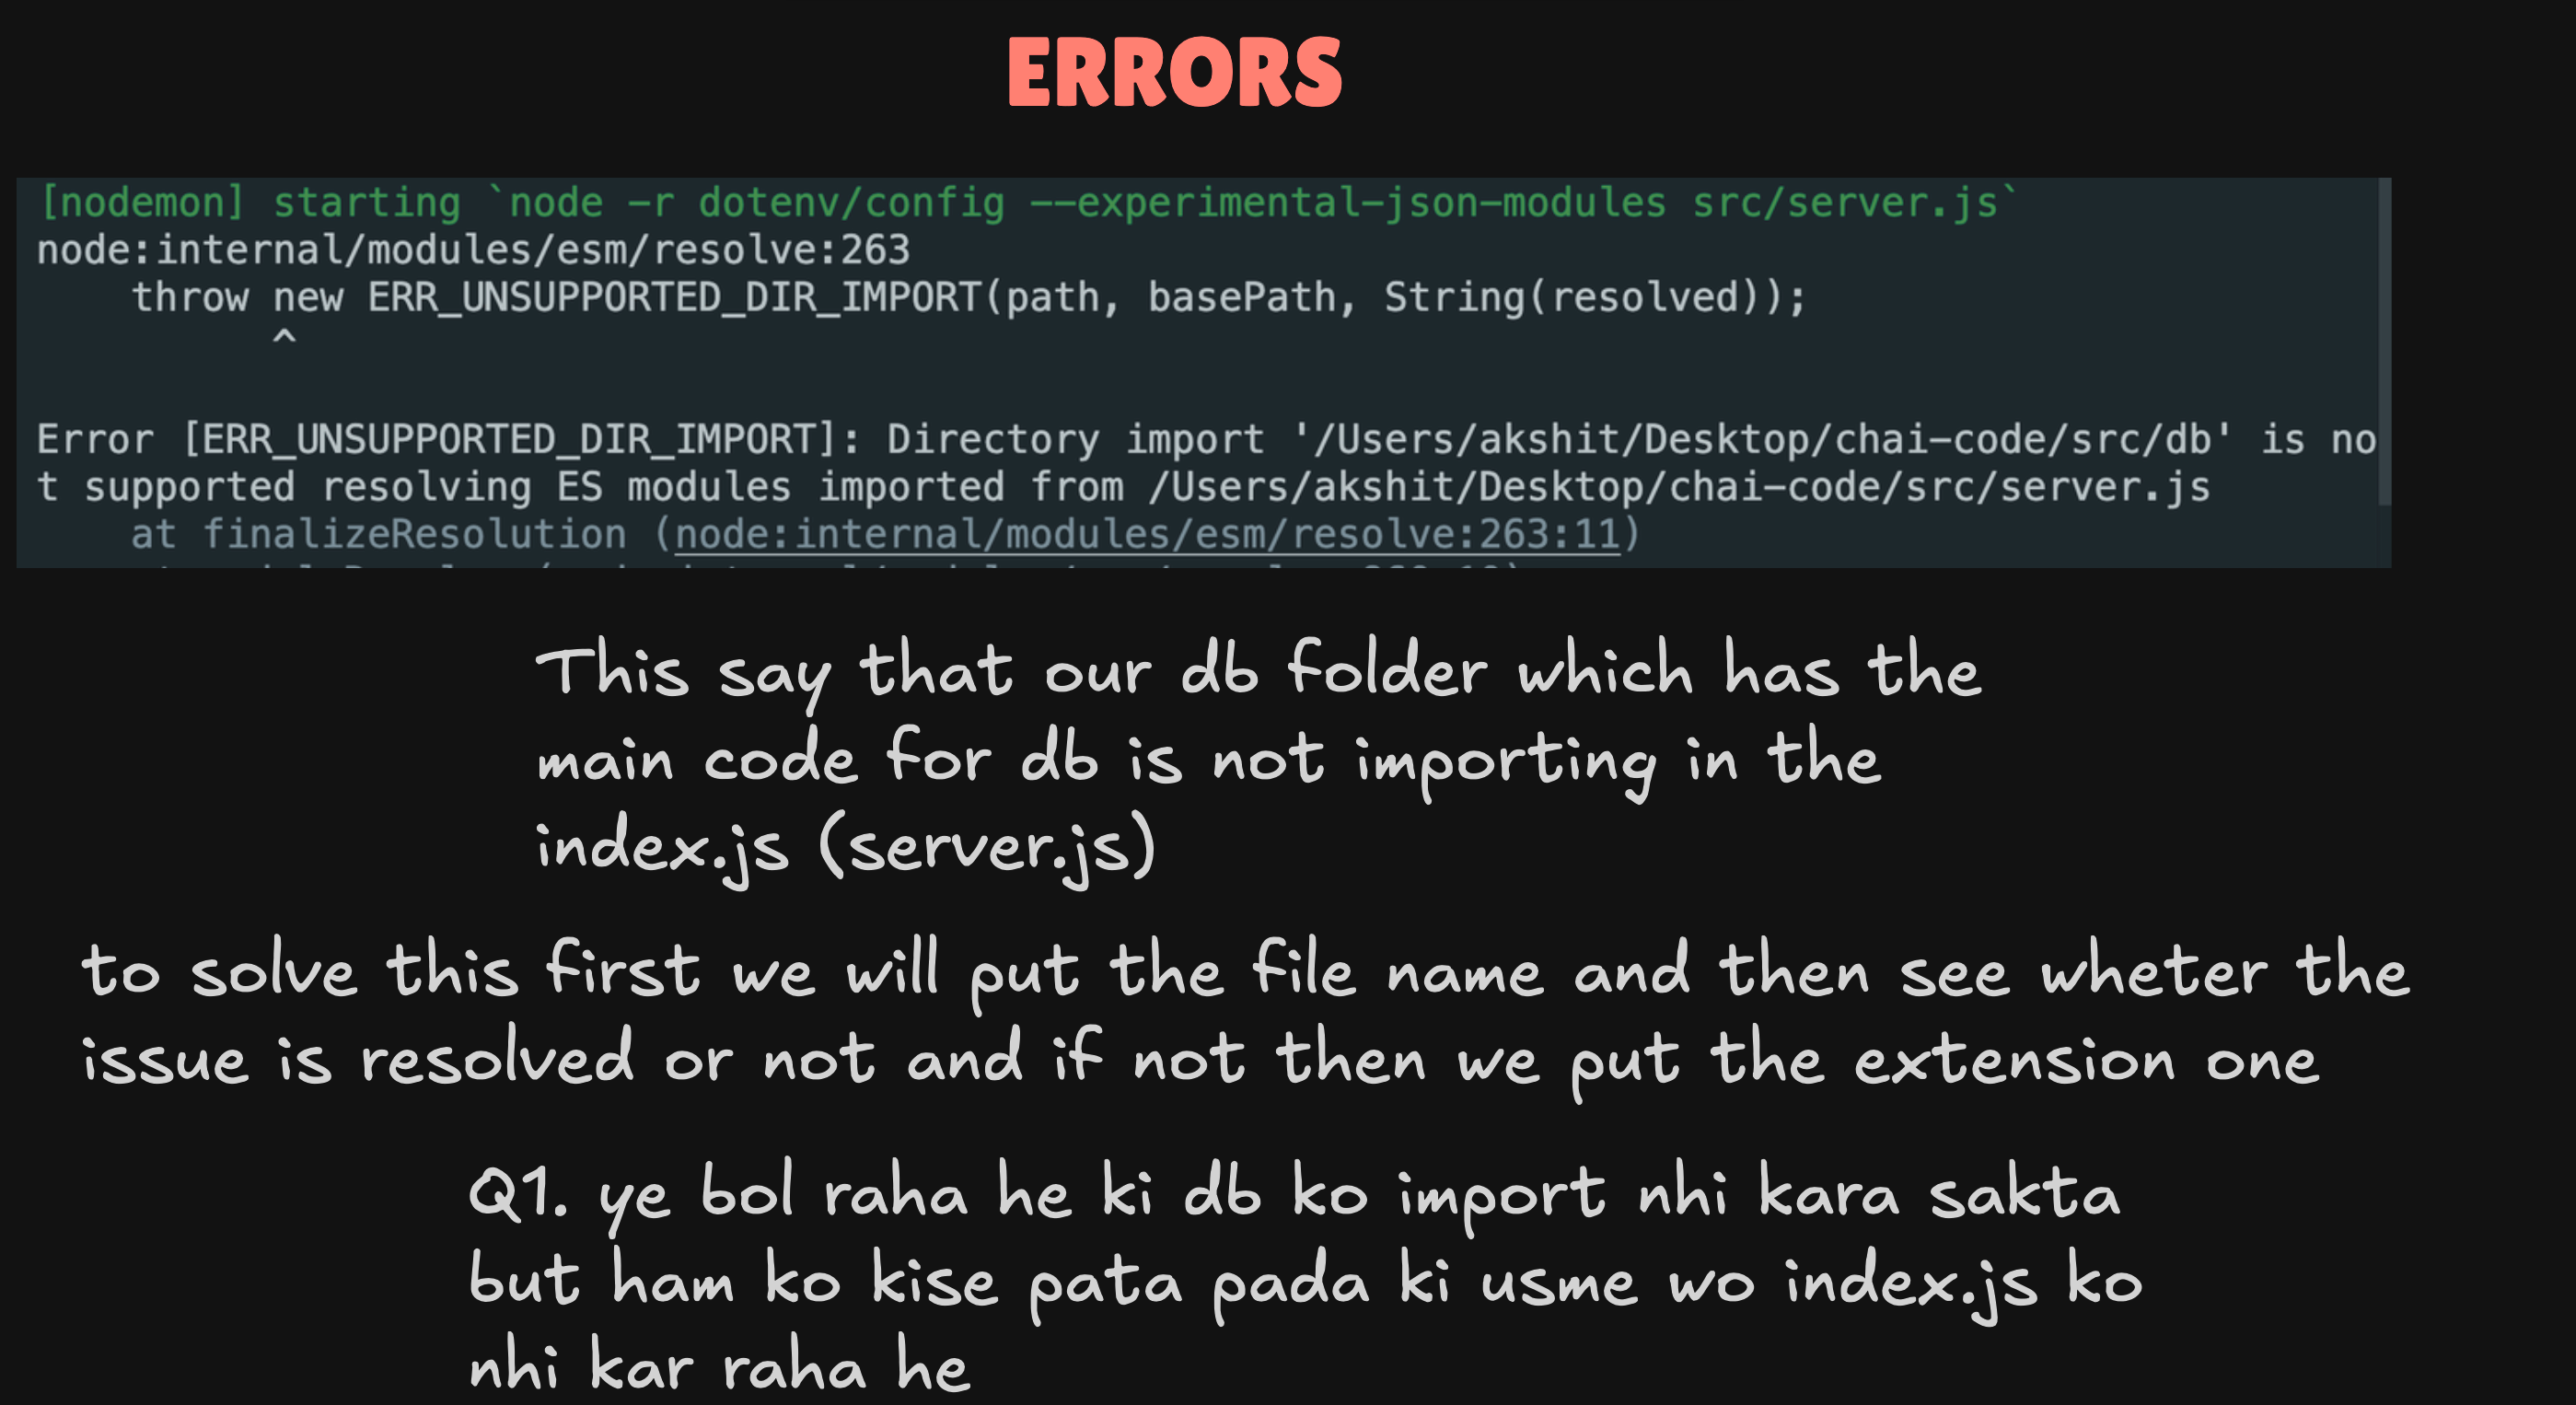 ERRORS
[nodemon] starting `node -r dotenv/config --experimental-json-modules src/server.js`
node:internal/modules/esm/resolve:263
throw new ERR_UNSUPPORTED_DIR_IMPORT(path, basePath, String(resolved));
^
Error [ERR_UNSUPPORTED_DIR_IMPORT]: Directory import '/Users/akshit/Desktop/chai-code/src/db' is no
t supported resolving ES modules imported from /Users/akshit/Desktop/chai-code/src/server.js
at finalizeResolution (node:internal/modules/esm/resolve:263:11)
This say that our db folder which has the
main code for db is not importing in the
index.js (server.js)
to solve this first we will put the file name and then see wheter the
issue is resolved or not and if not then we put the extension one
Q1. ye bol raha he ki db ko import nhi kara sakta
but ham ko kise pata pada ki usme wo index.js ko
nhi kar raha he